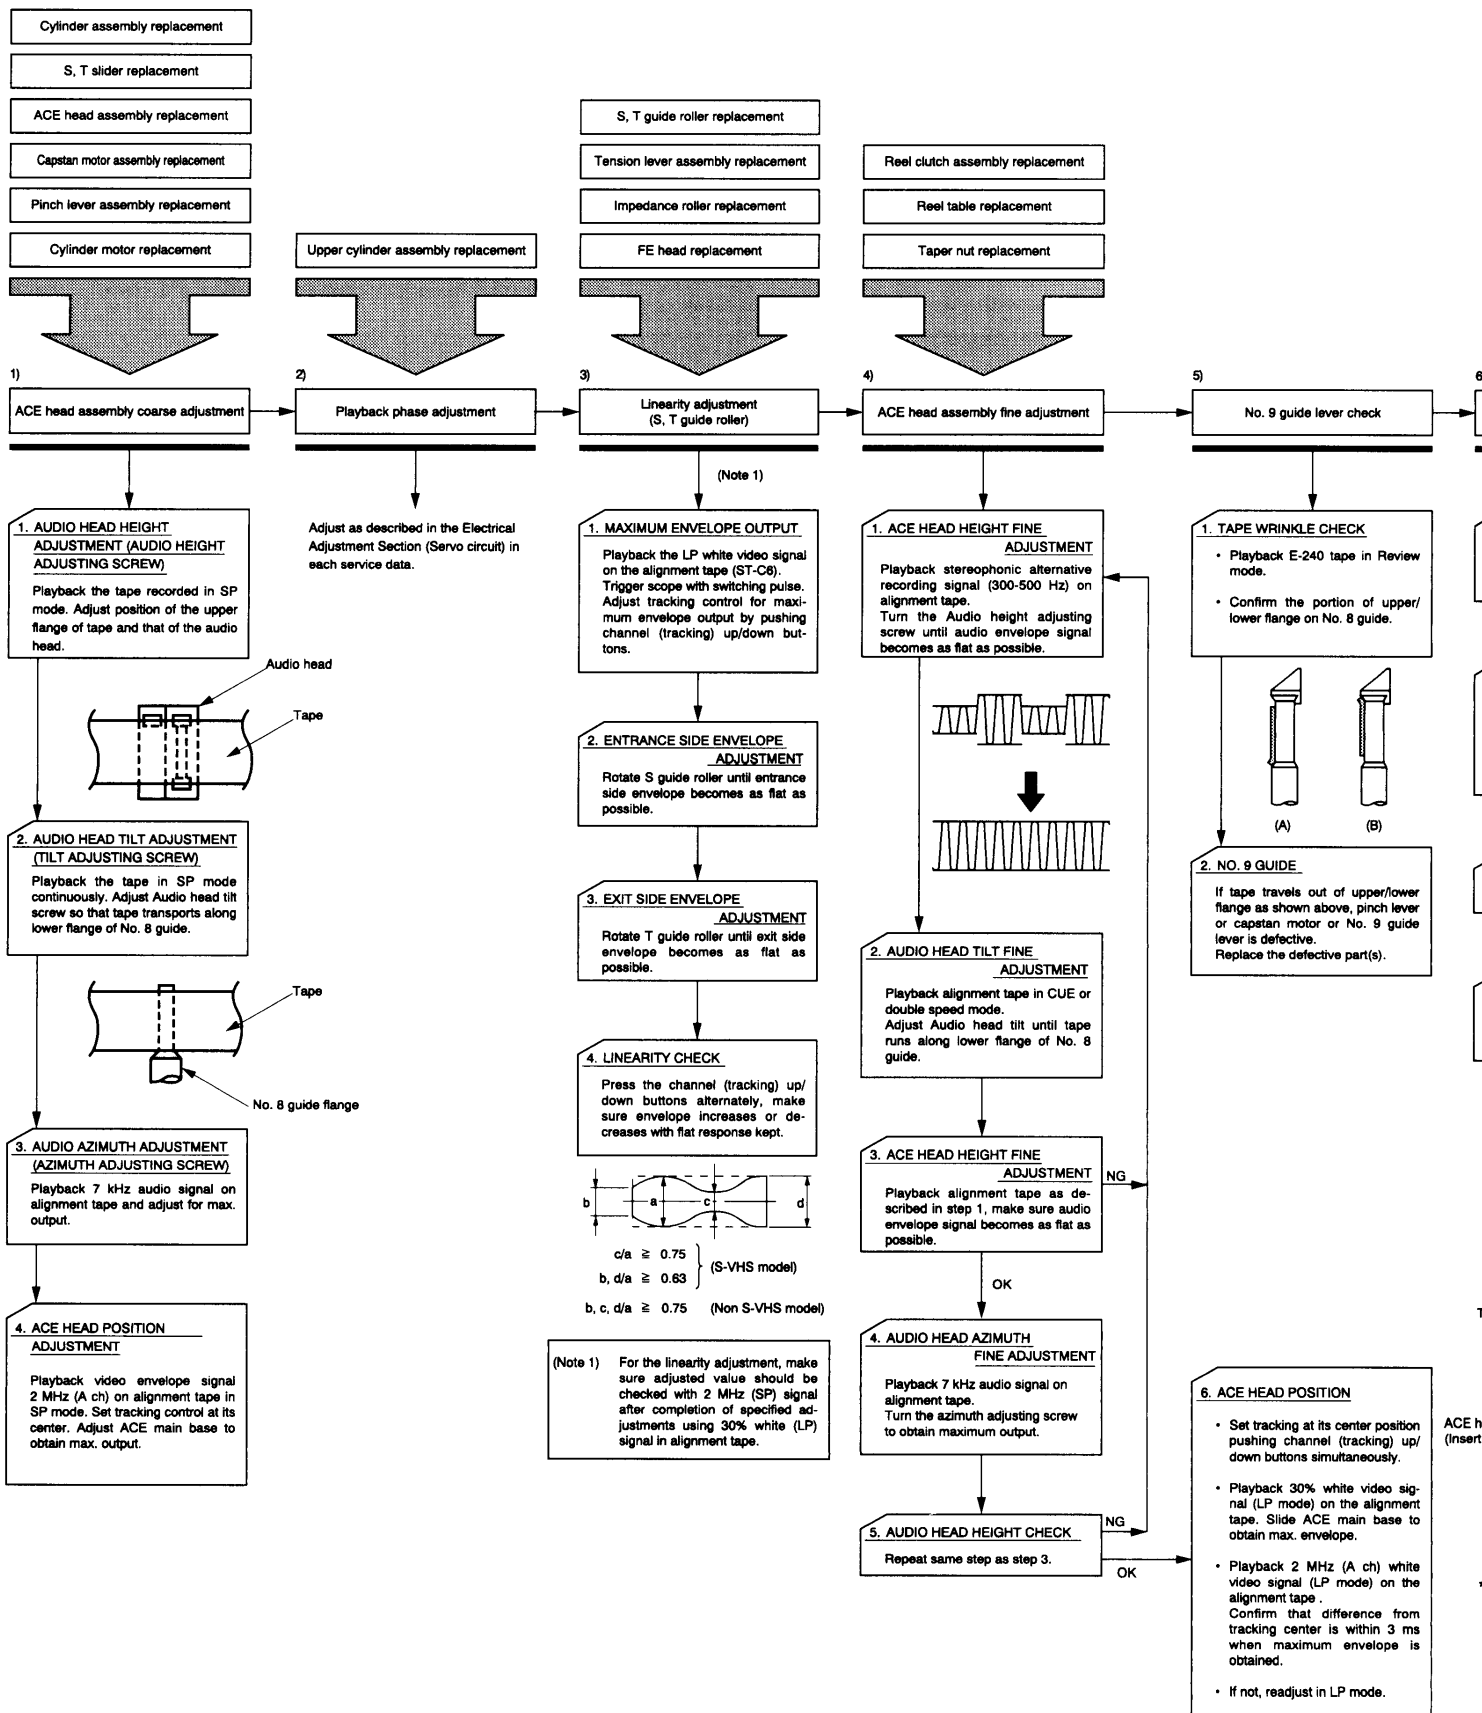 Cylinder assembly replacement
S, T slider replacement
ACE head assembly replacement
Capstan motor assembly replacement
Pinch lever assembly replacement
Cylinder motor replacement
Upper cylinder assembly replacement
S, T guide roller replacement
Tension lever assembly replacement
Impedance roller replacement
FE head replacement
Reel clutch assembly replacement
Reel table replacement
Taper nut replacement
1)
ACE head assembly coarse adjustment
2)
Playback phase adjustment
3)
Linearity adjustment
(S, T guide roller)
4)
ACE head assembly fine adjustment
5)
No. 9 guide lever check
6
1. AUDIO HEAD HEIGHT
ADJUSTMENT (AUDIO HEIGHT
ADJUSTING SCREW)
Playback the tape recorded in SP
mode. Adjust position of the upper
flange of tape and that of the audio
head.
Audio head
Tape
2. AUDIO HEAD TILT ADJUSTMENT
(TILT ADJUSTING SCREW)
Playback the tape in SP mode
continuously. Adjust Audio head tilt
screw so that tape transports along
lower flange of No. 8 guide.
Tape
No. 8 guide flange
3. AUDIO AZIMUTH ADJUSTMENT
(AZIMUTH ADJUSTING SCREW)
Playback 7 kHz audio signal on
alignment tape and adjust for max.
output.
4. ACE HEAD POSITION
ADJUSTMENT
Playback video envelope signal
2 MHz (A ch) on alignment tape in
SP mode. Set tracking control at its
center. Adjust ACE main base to
obtain max. output.
Adjust as described in the Electrical
Adjustment Section (Servo circuit) in
each service data.
(Note 1)
1. MAXIMUM ENVELOPE OUTPUT
Playback the LP white video signal
on the alignment tape (ST-C6).
Trigger scope with switching pulse.
Adjust tracking control for maxi-
mum envelope output by pushing
channel (tracking) up/down but-
tons.
2. ENTRANCE SIDE ENVELOPE
ADJUSTMENT
Rotate S guide roller until entrance
side envelope becomes as flat as
possible.
3. EXIT SIDE ENVELOPE
ADJUSTMENT
Rotate T guide roller until exit side
envelope becomes as flat as
possible.
4. LINEARITY CHECK
Press the channel (tracking) up/
down buttons alternately, make
sure envelope increases or de-
creases with flat response kept.
b a c d
c/a ≧ 0.75
b, d/a ≧ 0.63
(S-VHS model)
b, c, d/a ≧ 0.75 (Non S-VHS model)
(Note 1) For the linearity adjustment, make
sure adjusted value should be
checked with 2 MHz (SP) signal
after completion of specified ad-
justments using 30% white (LP)
signal in alignment tape.
1. ACE HEAD HEIGHT FINE
ADJUSTMENT
Playback stereophonic alternative
recording signal (300-500 Hz) on
alignment tape.
Turn the Audio height adjusting
screw until audio envelope signal
becomes as flat as possible.
2. AUDIO HEAD TILT FINE
ADJUSTMENT
Playback alignment tape in CUE or
double speed mode.
Adjust Audio head tilt until tape
runs along lower flange of No. 8
guide.
3. ACE HEAD HEIGHT FINE
ADJUSTMENT
Playback alignment tape as de-
scribed in step 1, make sure audio
envelope signal becomes as flat as
possible.
NG
OK
4. AUDIO HEAD AZIMUTH
FINE ADJUSTMENT
Playback 7 kHz audio signal on
alignment tape.
Turn the azimuth adjusting screw
to obtain maximum output.
5. AUDIO HEAD HEIGHT CHECK
Repeat same step as step 3.
NG
OK
1. TAPE WRINKLE CHECK
• Playback E-240 tape in Review
mode.
• Confirm the portion of upper/
lower flange on No. 8 guide.
(A)
(B)
2. NO. 9 GUIDE
If tape travels out of upper/lower
flange as shown above, pinch lever
or capstan motor or No. 9 guide
lever is defective.
Replace the defective part(s).
6. ACE HEAD POSITION
• Set tracking at its center position
pushing channel (tracking) up/
down buttons simultaneously.
• Playback 30% white video sig-
nal (LP mode) on the alignment
tape. Slide ACE main base to
obtain max. envelope.
• Playback 2 MHz (A ch) white
video signal (LP mode) on the
alignment tape .
Confirm that difference from
tracking center is within 3 ms
when maximum envelope is
obtained.
• If not, readjust in LP mode.
ACE h
(Insert